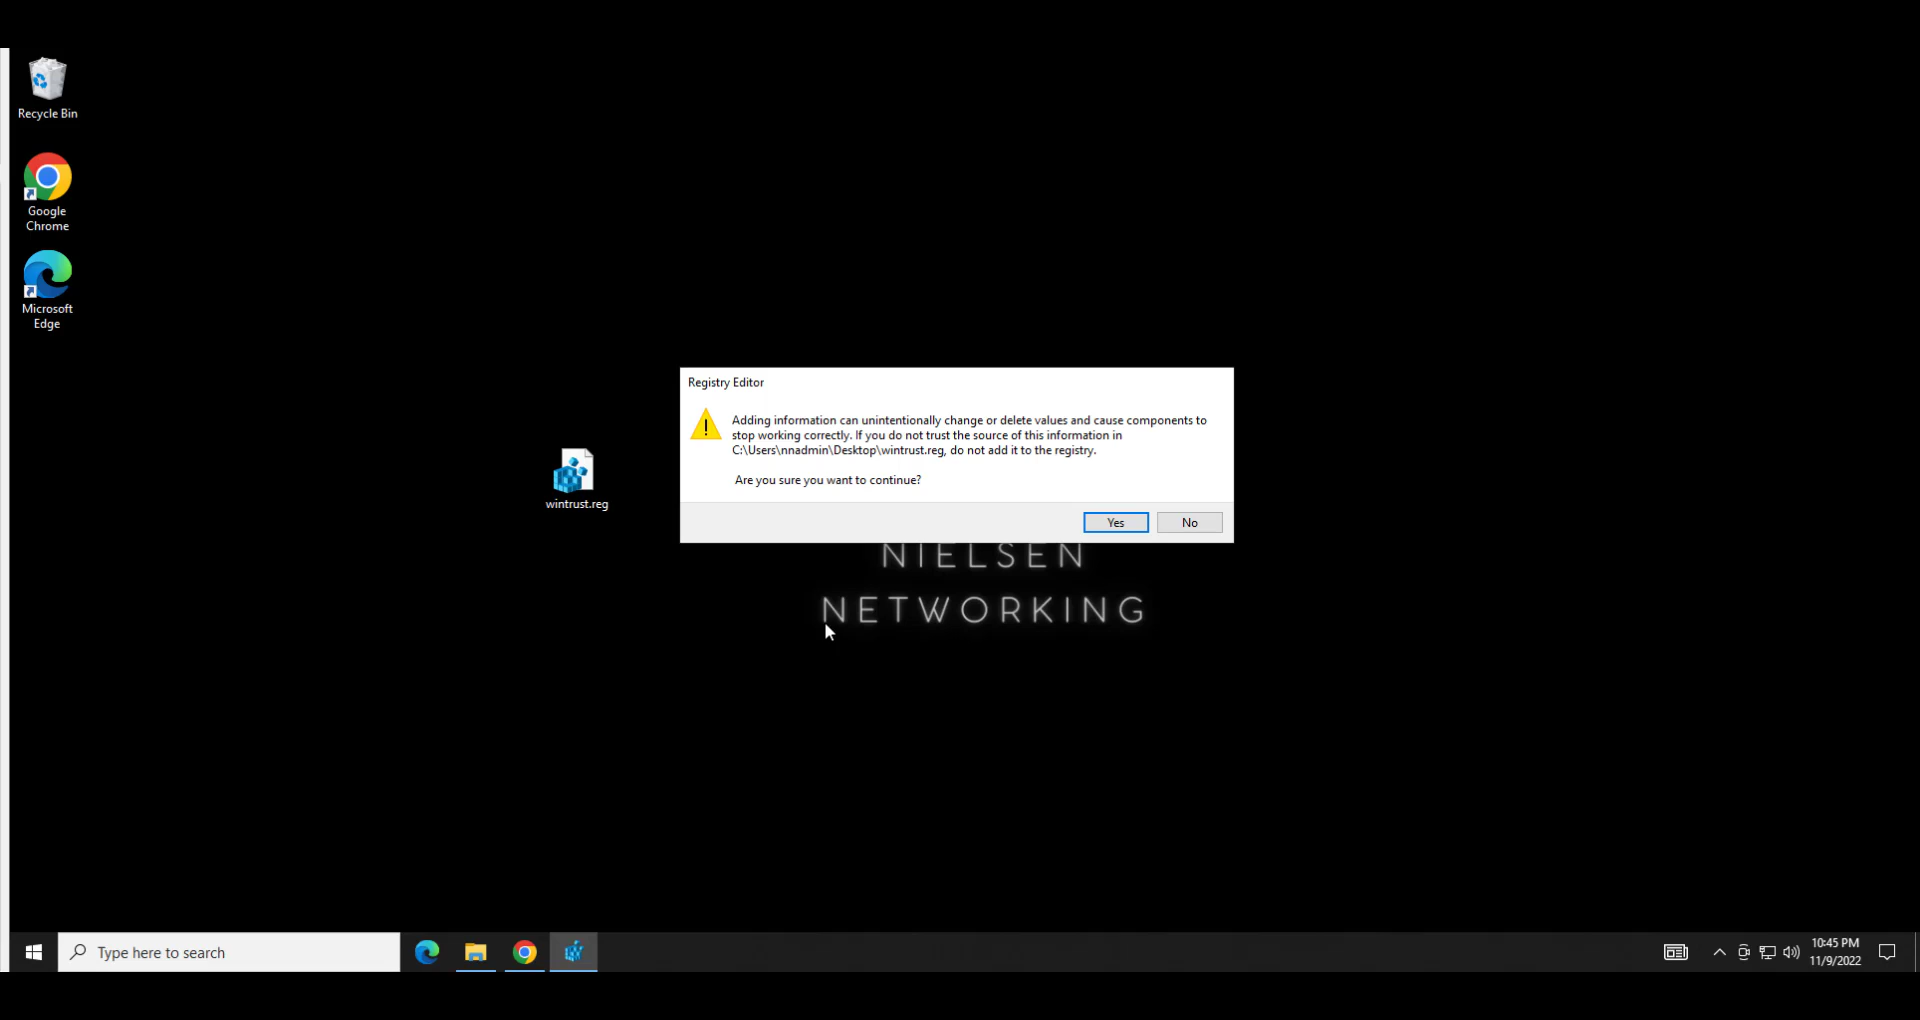 Recycle Bin
Google
Chrome
Microsoft
Edge
wintrust.reg
Registry Editor
Adding information can unintentionally change or delete values and cause components to
stop working correctly. If you do not trust the source of this information in
C:\Users\nnadmin\Desktop\wintrust.reg, do not add it to the registry.
Are you sure you want to continue?
Yes
No
NIELSEN
NETWORKING
Type here to search
10:45 PM
11/9/2022